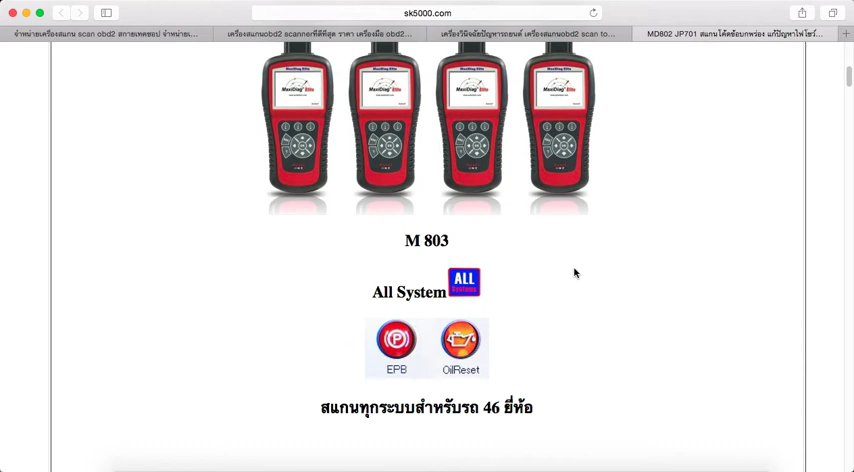 sk5000.com
จำหน่ายเครื่องสแกน scan obd2 สกายเทคชอป จำหน่ายเ...
เครื่องสแกนobd2 scannerที่ดีที่สุด ราคา เครื่องมือ obd2...
เครื่องวินิจฉัยปัญหารถยนต์ เครื่องสแกนobd2 scan to...
MD802 JP701 สแกนโค้ดข้อบกพร่อง แก้ปัญหาไฟโชว์...
MaxiDiag Elite
MaxiDiag Elite
MaxiDiag Elite
MaxiDiag Elite
M 803
All System
ALL
Systems
EPB
OilReset
สแกนทุกระบบสำหรับรถ 46 ยี่ห้อ